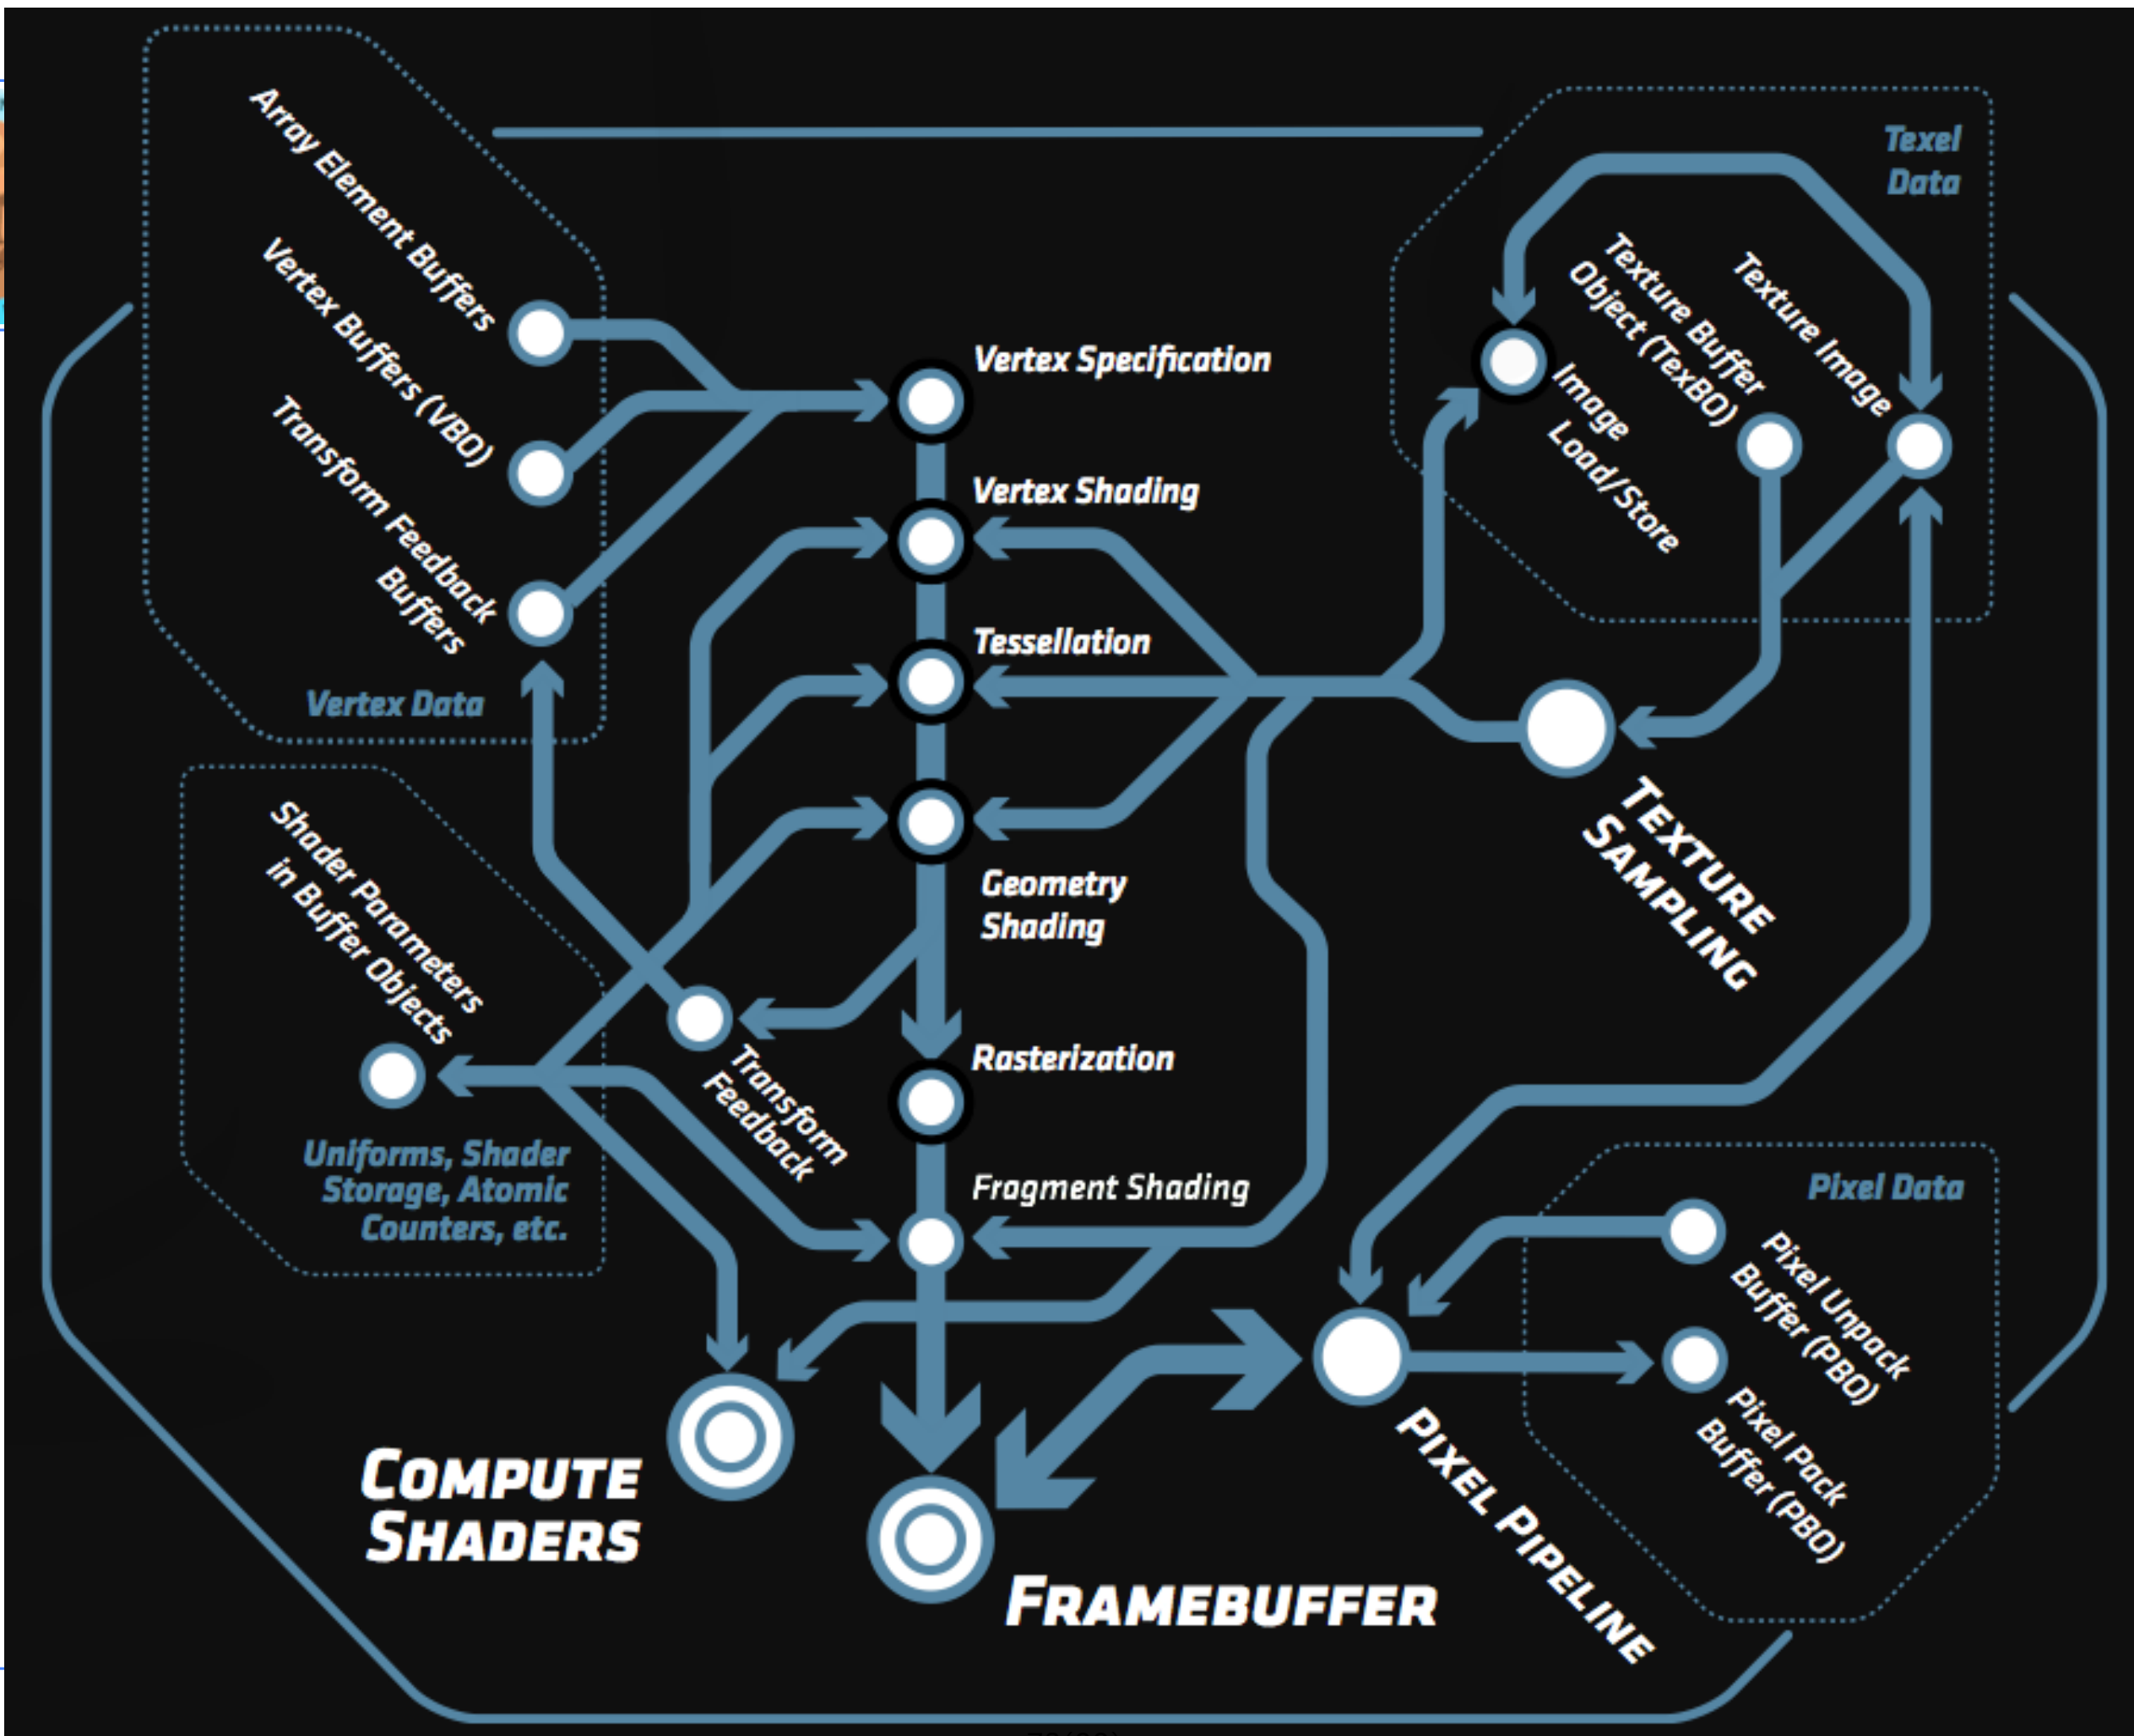 Array Element Buffers
Vertex Buffers (VBO)
Transform Feedback
Buffers
Vertex Data
Vertex Specification
Vertex Shading
Tessellation
Geometry
Shading
Rasterization
Fragment Shading
Texel
Data
Texture Image
Texture Buffer
Object (TexBO)
Image
Load/Store
TEXTURE
SAMPLING
Shader Parameters
in Buffer Objects
Uniforms, Shader
Storage, Atomic
Counters, etc.
Transform
Feedback
Pixel Data
Pixel Unpack
Buffer (PBO)
Pixel Pack
Buffer (PBO)
PIXEL PIPELINE
COMPUTE
SHADERS
FRAMEBUFFER